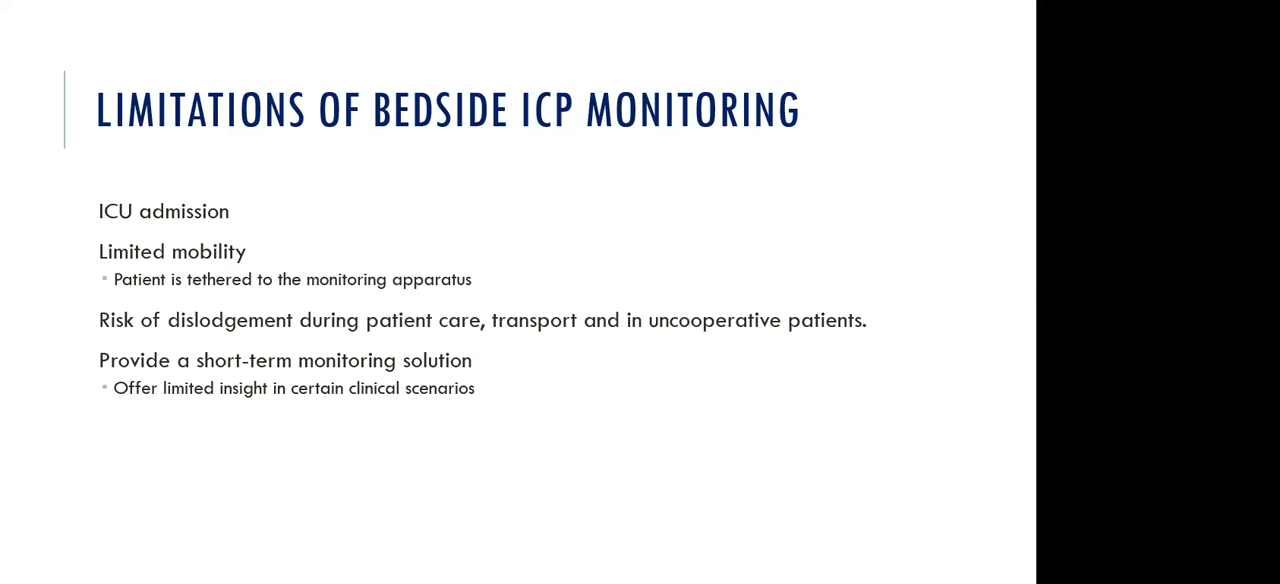 LIMITATIONS OF BEDSIDE ICP MONITORING
ICU admission
Limited mobility
▪ Patient is tethered to the monitoring apparatus
Risk of dislodgement during patient care, transport and in uncooperative patients.
Provide a short-term monitoring solution
▪ Offer limited insight in certain clinical scenarios